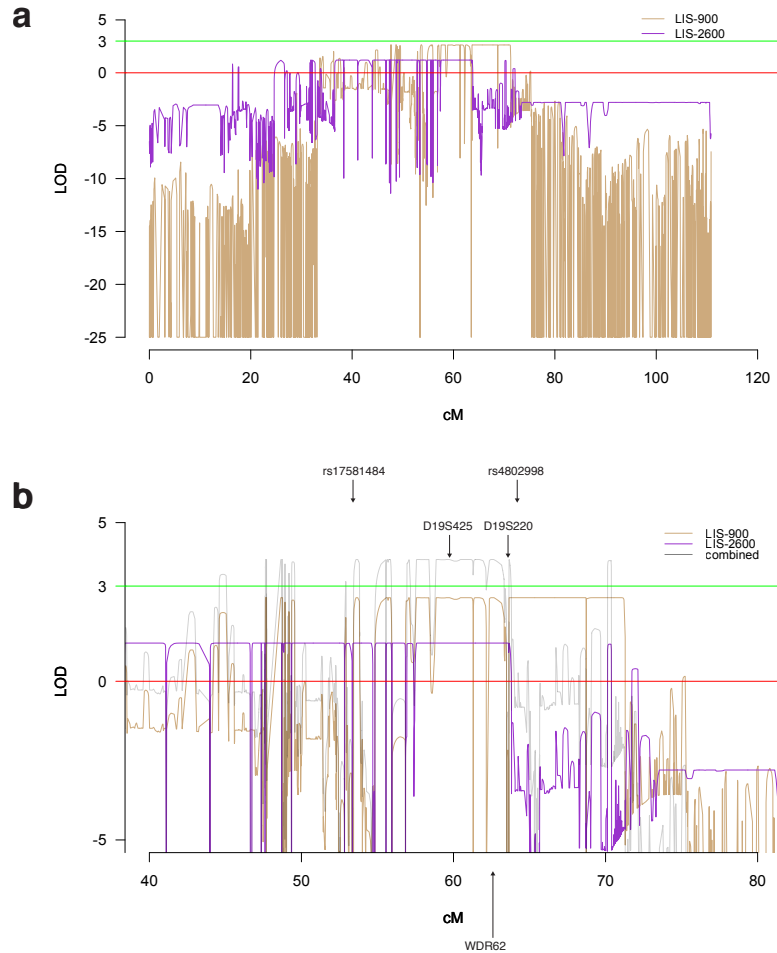 a
LIS-900
LIS-2600
5
3
0
-5
-10
-15
-20
-25
LOD
0 20 40 60 80 100 120
cM
b
rs17581484 rs4802998
D19S425 D19S220
LIS-900
LIS-2600
combined
5
3
0
-5
LOD
40 50 60 70 80
cM
WDR62